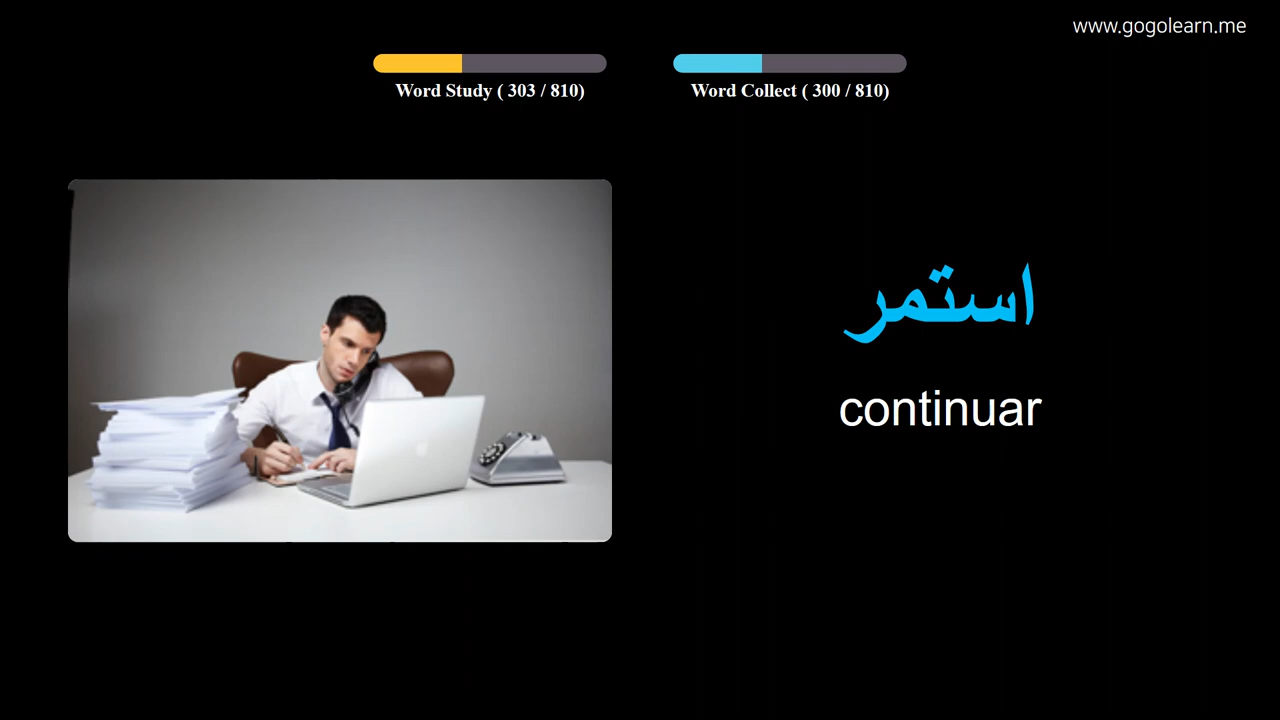 www.gogolearn.me
Word Study ( 303 / 810)
Word Collect ( 300 / 810)
استمر
continuar